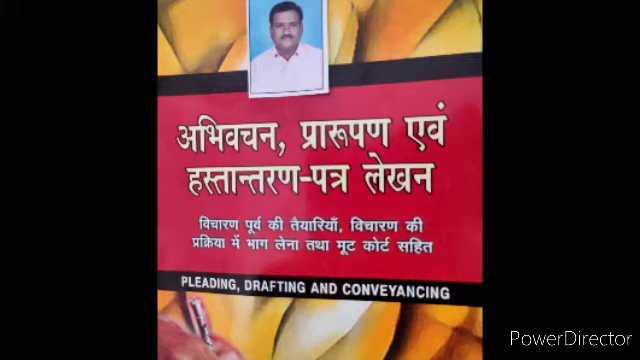 अभिवचन, प्रारूपण एवं
हस्तान्तरण-पत्र लेखन
विचारण पूर्व की तैयारियाँ, विचारण की
प्रक्रिया में भाग लेना तथा मूट कोर्ट सहित
PLEADING, DRAFTING AND CONVEYANCING
PowerDirector